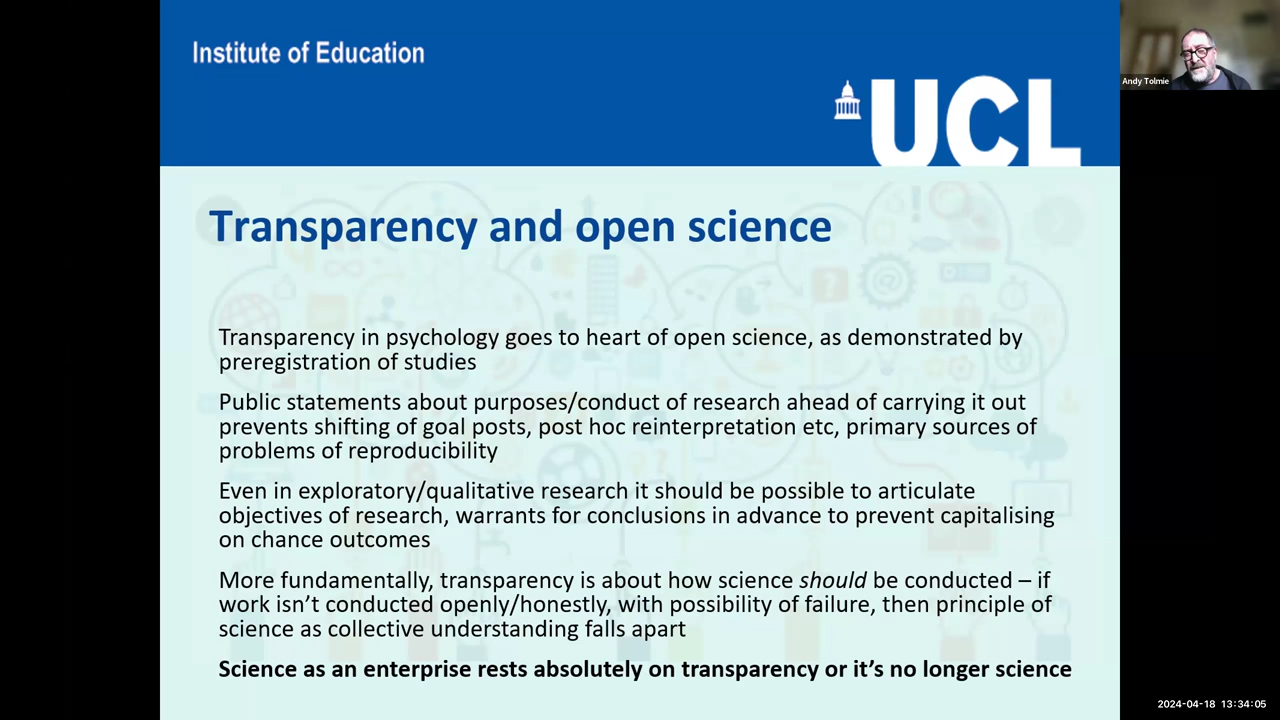 Institute of Education
UCL
Andy Tolmie
Transparency and open science
Transparency in psychology goes to heart of open science, as demonstrated by
preregistration of studies
Public statements about purposes/conduct of research ahead of carrying it out
prevents shifting of goal posts, post hoc reinterpretation etc, primary sources of
problems of reproducibility
Even in exploratory/qualitative research it should be possible to articulate
objectives of research, warrants for conclusions in advance to prevent capitalising
on chance outcomes
More fundamentally, transparency is about how science should be conducted – if
work isn’t conducted openly/honestly, with possibility of failure, then principle of
science as collective understanding falls apart
Science as an enterprise rests absolutely on transparency or it’s no longer science
2024-04-18 13:34:05